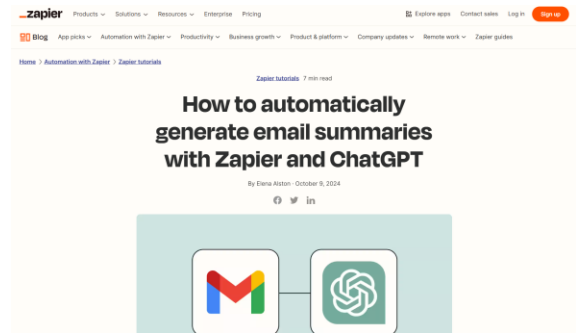 zapier Products Solutions Resources Enterprise Pricing Explore apps Contact sales Log in Sign up
Blog App picks Automation with Zapier Productivity Business growth Product & platform Company updates Remote work Zapier guides
Home Automation with Zapier Zapier tutorials
Zapier tutorials 7 min read
How to automatically
generate email summaries
with Zapier and ChatGPT
By Elena Alston · October 9, 2024